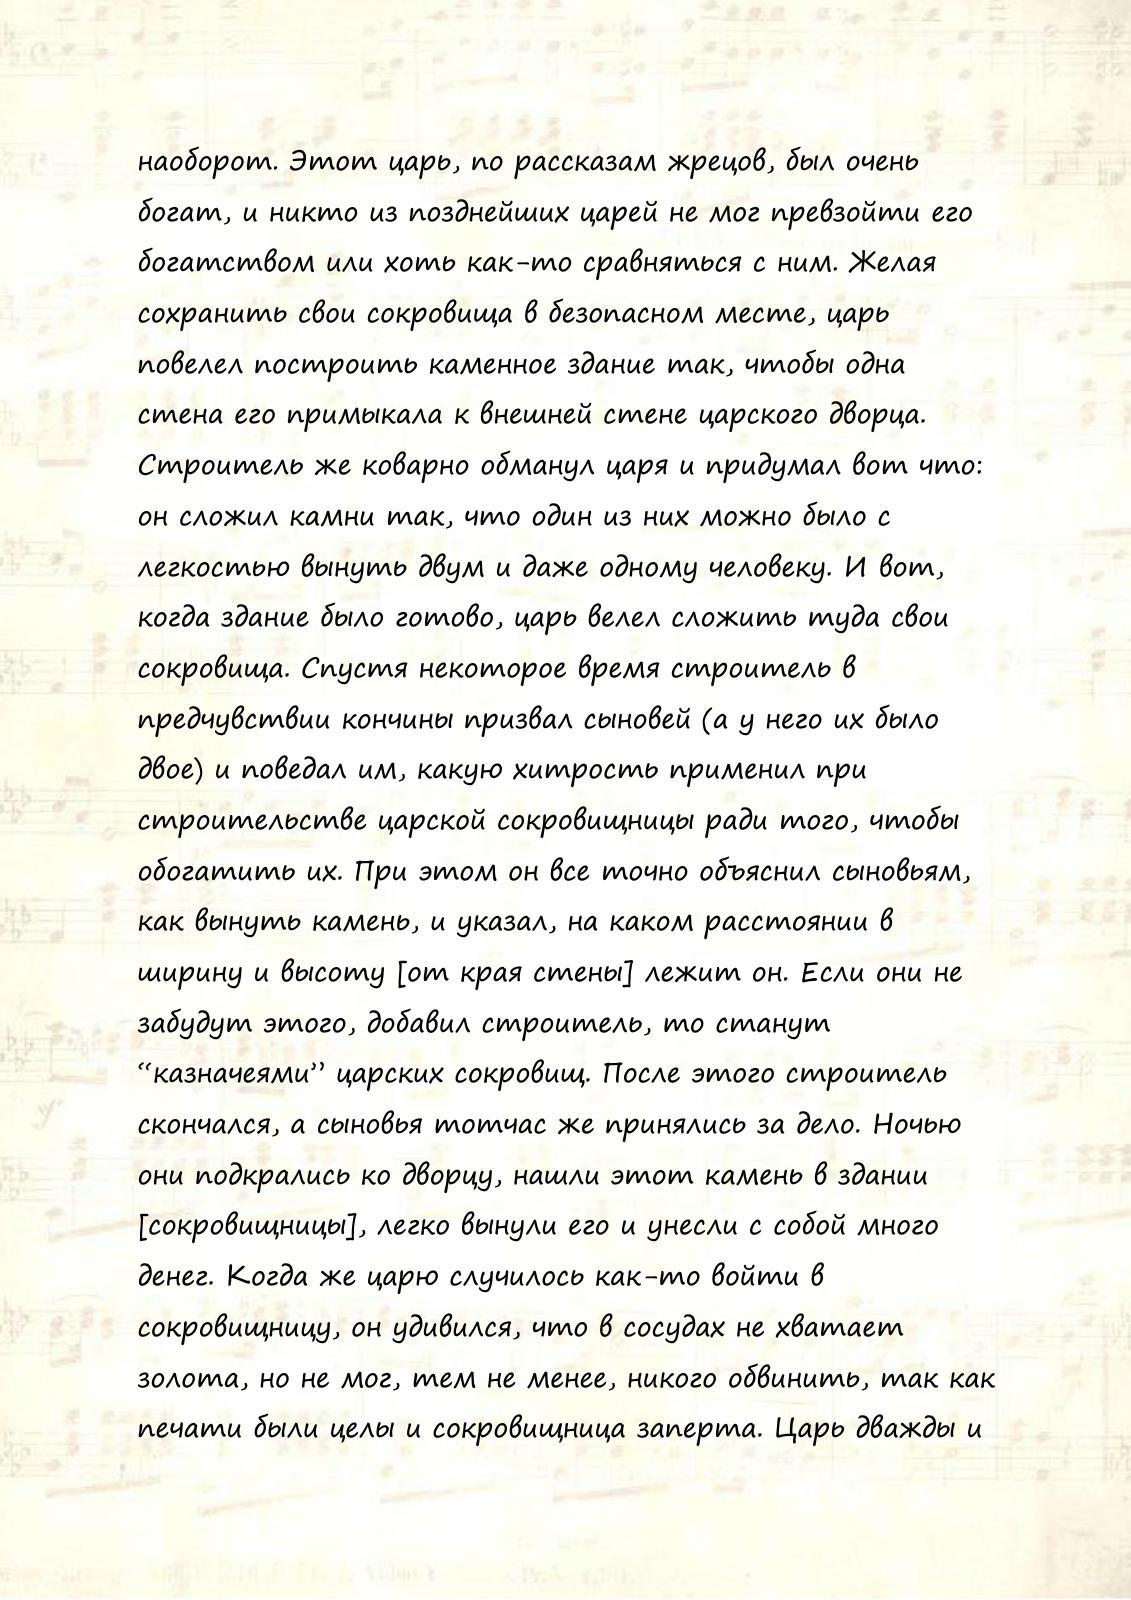 наоборот. Этот царь, по рассказам жрецов, был очень
богат, и никто из позднейших царей не мог превзойти его
богатством или хоть как-то сравняться с ним. Желая
сохранить свои сокровища в безопасном месте, царь
повелел построить каменное здание так, чтобы одна
стена его примыкала к внешней стене царского дворца.
Строитель же коварно обманул царя и придумал вот что:
он сложил камни так, что один из них можно было с
легкостью вынуть двум и даже одному человеку. И вот,
когда здание было готово, царь велел сложить туда свои
сокровища. Спустя некоторое время строитель в
предчувствии кончины призвал сыновей (а у него их было
двое) и поведал им, какую хитрость применил при
строительстве царской сокровищницы ради того, чтобы
обогатить их. При этом он все точно объяснил сыновьям,
как вынуть камень, и указал, на каком расстоянии в
ширину и высоту [от края стены] лежит он. Если они не
забудут этого, добавил строитель, то станут
“казначеями” царских сокровищ. После этого строитель
скончался, а сыновья тотчас же принялись за дело. Ночью
они подкрались ко дворцу, нашли этот камень в здании
[сокровищницы], легко вынули его и унесли с собой много
денег. Когда же царю случилось как-то войти в
сокровищницу, он удивился, что в сосудах не хватает
золота, но не мог, тем не менее, никого обвинить, так как
печати были целы и сокровищница заперта. Царь дважды и